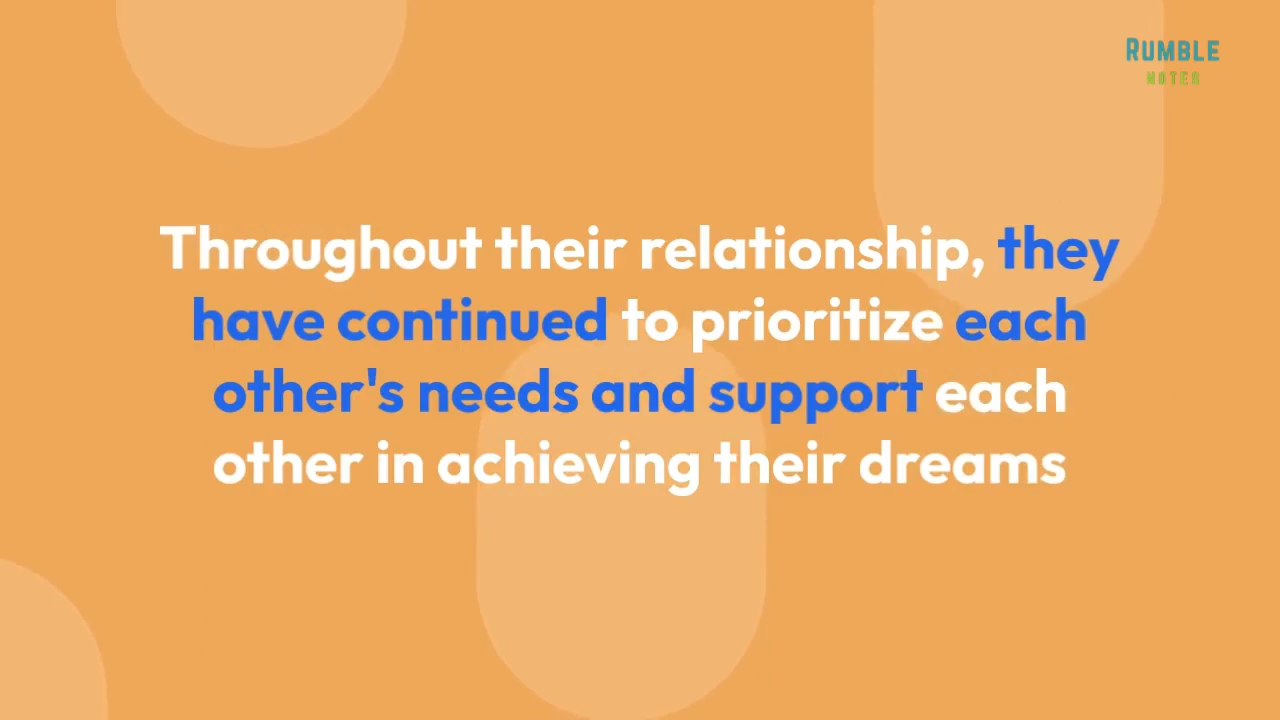 RUMBLE
NOTES
Throughout their relationship, they
have continued to prioritize each
other's needs and support each
other in achieving their dreams